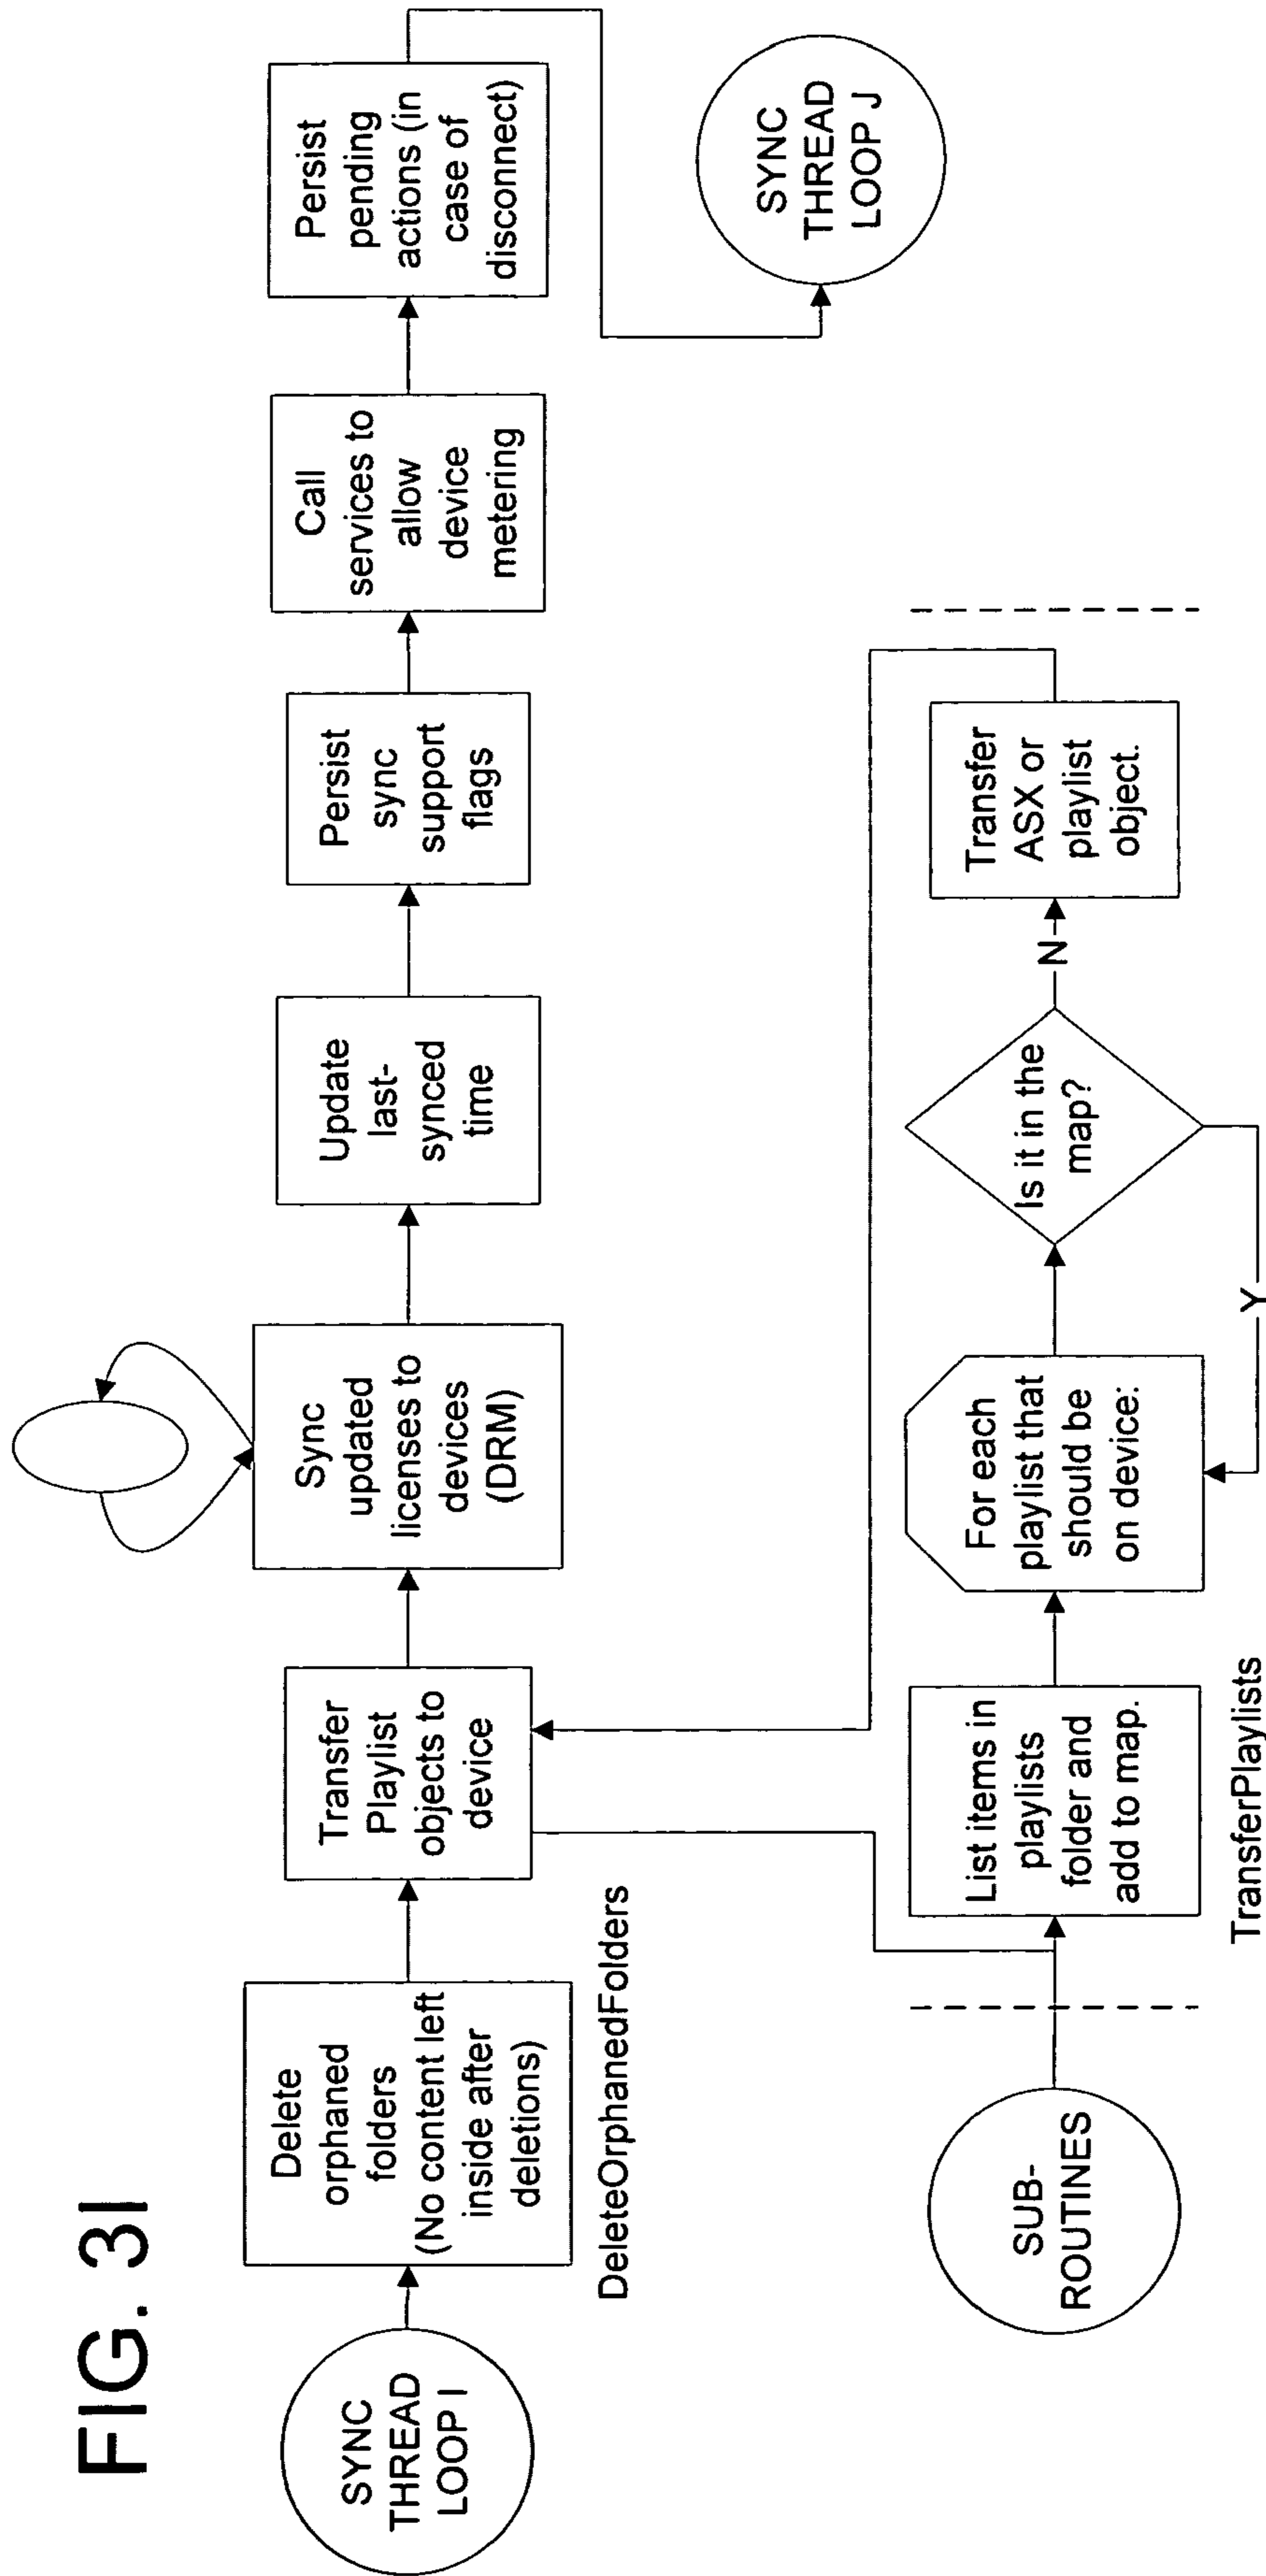 FIG. 3I
SYNC
THREAD
LOOP I
Delete
orphaned
folders
(No content left
inside after
deletions)
DeleteOrphanedFolders
Transfer
Playlist
objects to
device
Sync
updated
licenses to
devices
(DRM)
Update
last-
synced
time
Persist
sync
support
flags
Call
services to
allow
device
metering
Persist
pending
actions (in
case of
disconnect)
SYNC
THREAD
LOOP J
SUB-
ROUTINES
List items in
playlists
folder and
add to map.
TransferPlaylists
For each
playlist that
should be
on device:
Is it in the
map?
N
Y
Transfer
ASX or
playlist
object.